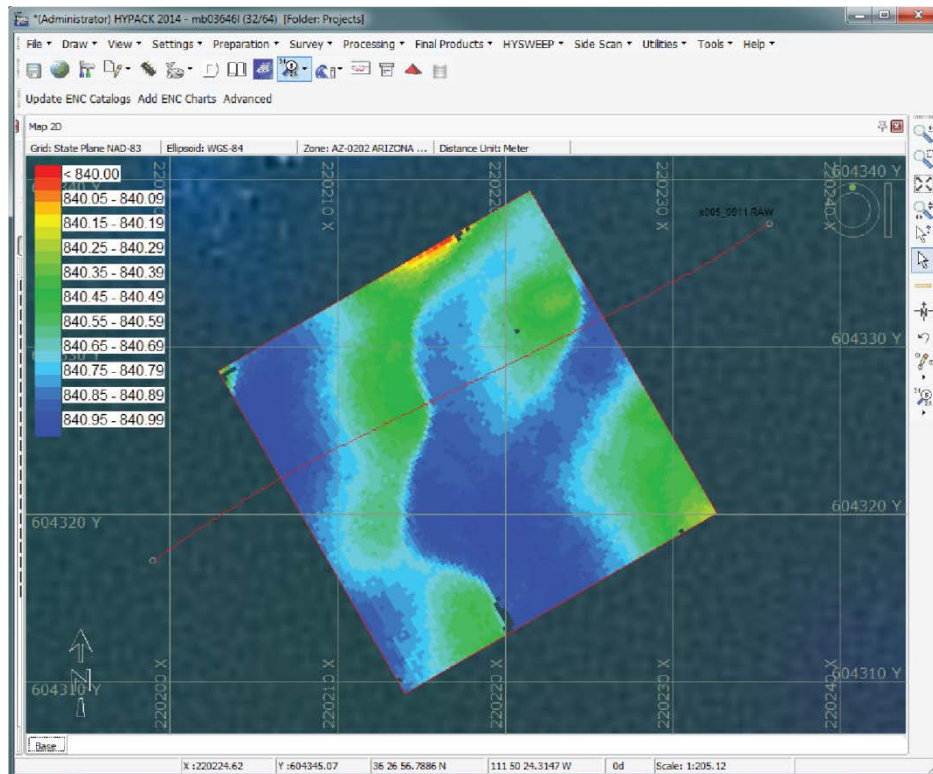 *(Administrator) HYPACK 2014 - mb03646l (32/64) [Folder: Projects]
File Draw View Settings Preparation Survey Processing Final Products HYSWEEP Side Scan Utilities Tools Help
Update ENC Catalogs Add ENC Charts Advanced
Map 2D
Grid: State Plane NAD-83 Ellipsoid: WGS-84 Zone: AZ-0202 ARIZONA ... Distance Unit: Meter
< 840.00
840.05 - 840.09
840.15 - 840.19
840.25 - 840.29
840.35 - 840.39
840.45 - 840.49
840.55 - 840.59
840.65 - 840.69
840.75 - 840.79
840.85 - 840.89
840.95 - 840.99
220210 X
220220 X
220230 X
220240 X
604340 Y
x005_0911.RAW
604330 Y
604320 Y
604320 Y
604310 Y
604310 Y
220200 X
220210 X
220220 X
220230 X
220240 X
N
Base
X :220224.62 Y :604345.07 36 26 56.7886 N 111 50 24.3147 W 0d Scale: 1:205.12